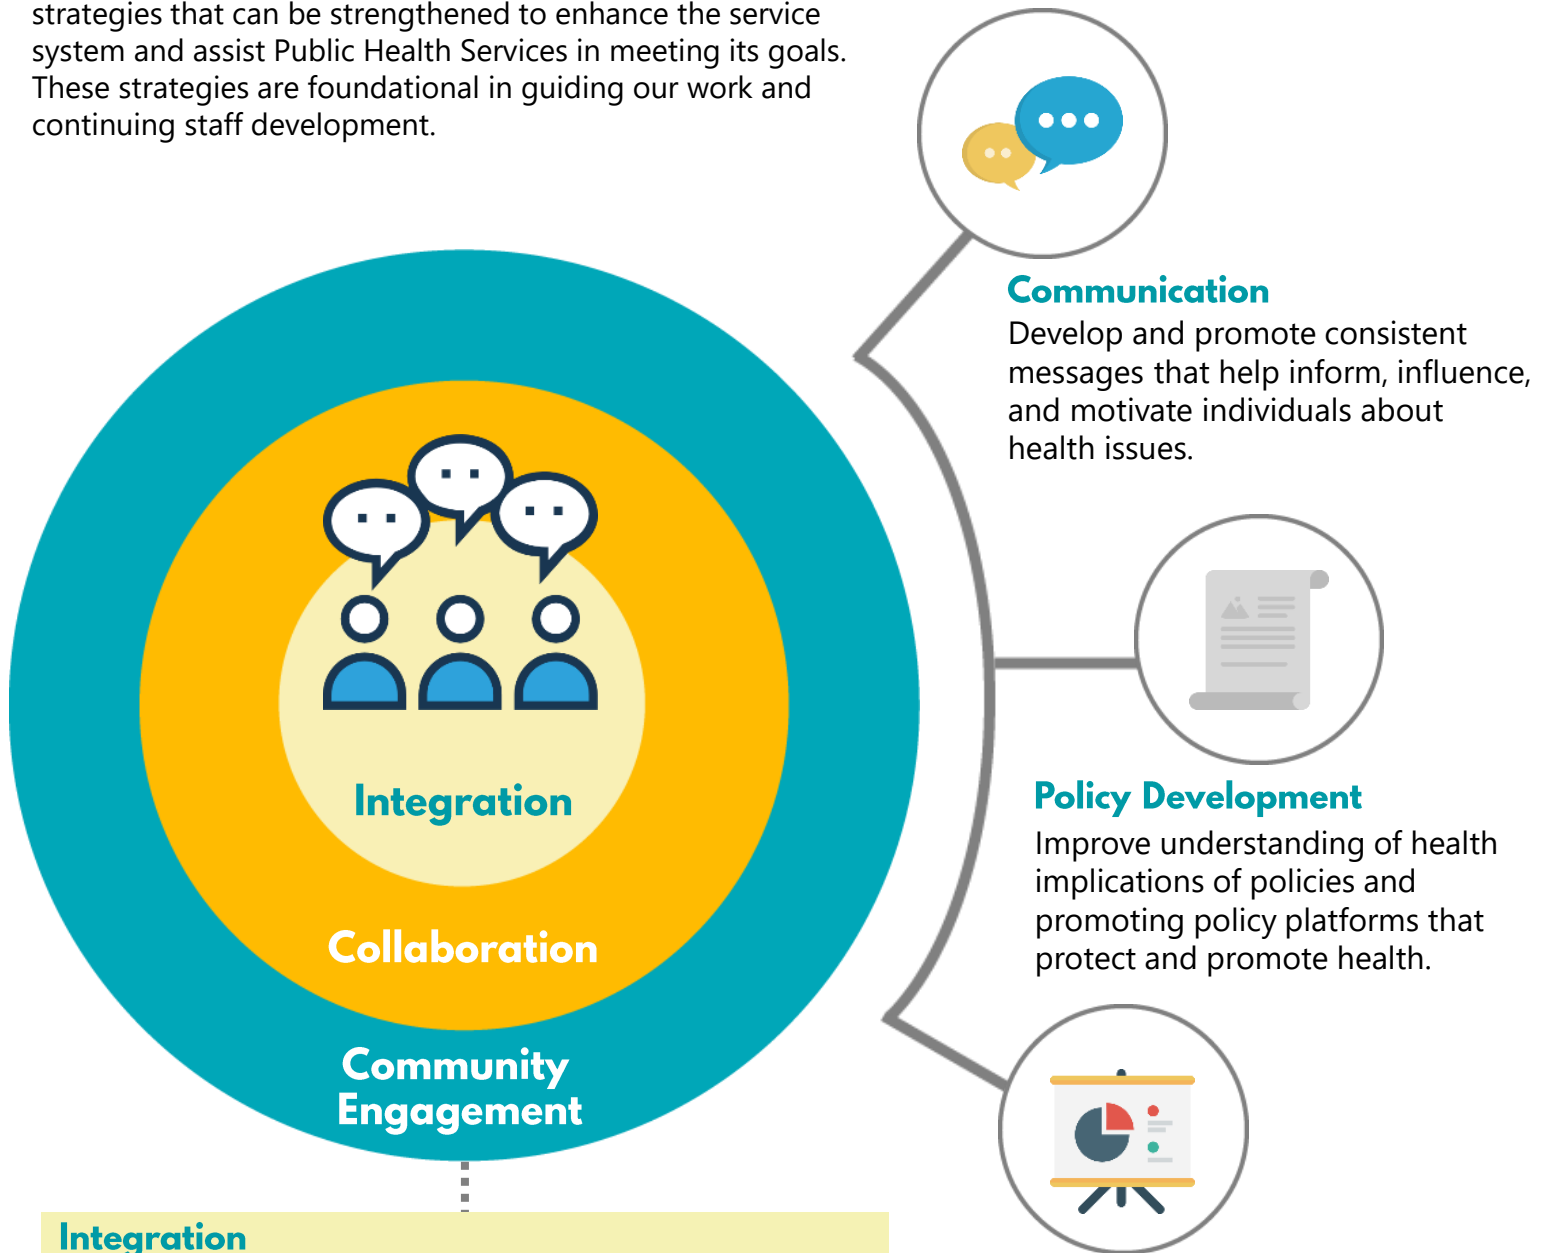 strategies that can be strengthened to enhance the service
system and assist Public Health Services in meeting its goals.
These strategies are foundational in guiding our work and
continuing staff development.
Communication
Develop and promote consistent
messages that help inform, influence,
and motivate individuals about
health issues.
Integration
Collaboration
Community
Engagement
Policy Development
Improve understanding of health
implications of policies and
promoting policy platforms that
protect and promote health.
Integration